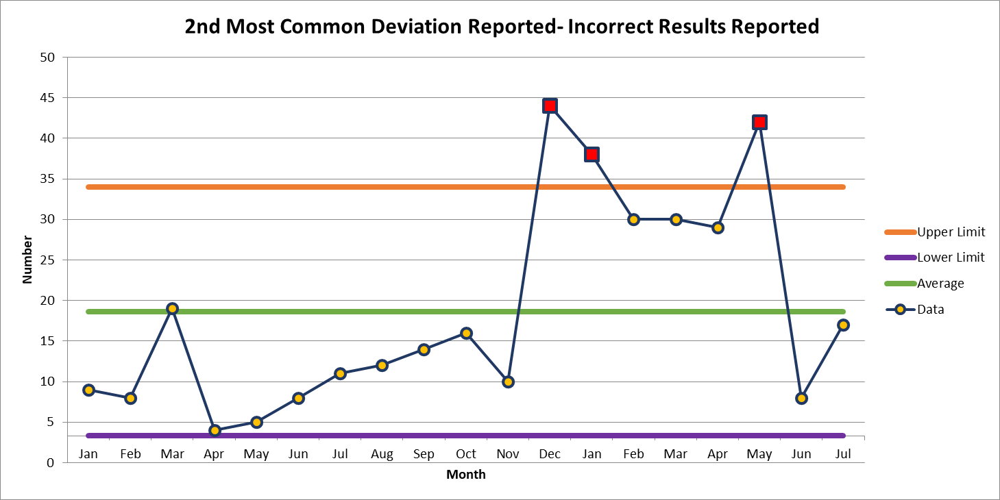 2nd Most Common Deviation Reported- Incorrect Results Reported
50
45
40
35
30
25
20
15
10
5
0
Number
Jan Feb Mar Apr May Jun Jul Aug Sep Oct Nov Dec Jan Feb Mar Apr May Jun Jul
Month
Upper Limit
Lower Limit
Average
Data